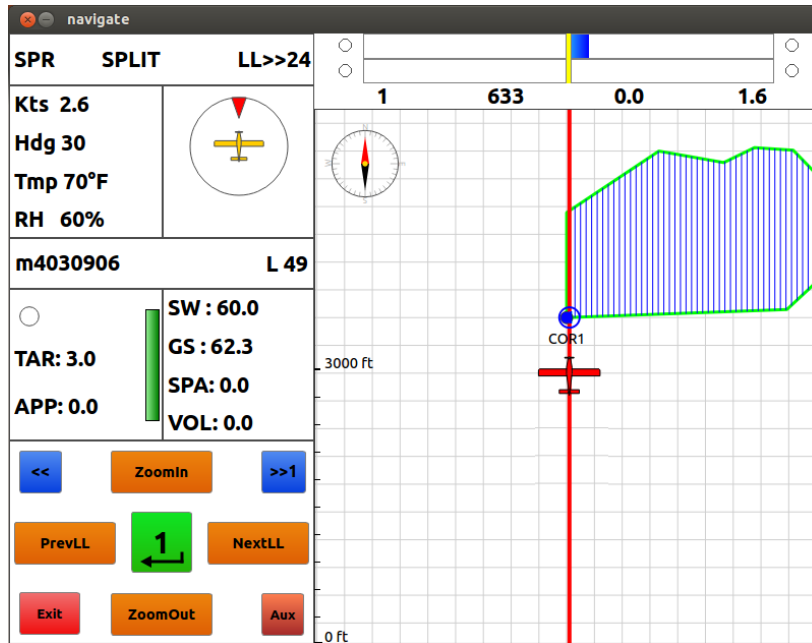 navigate
SPR SPLIT LL>>24
Kts 2.6
Hdg 30
Tmp 70°F
RH 60%
m4030906 L 49
TAR: 3.0
APP: 0.0
SW : 60.0
GS : 62.3
SPA: 0.0
VOL: 0.0
<< ZoomIn >>1
PrevLL 1 NextLL
Exit ZoomOut Aux
1 633 0.0 1.6
N
W E
S
COR1
3000 ft
0 ft